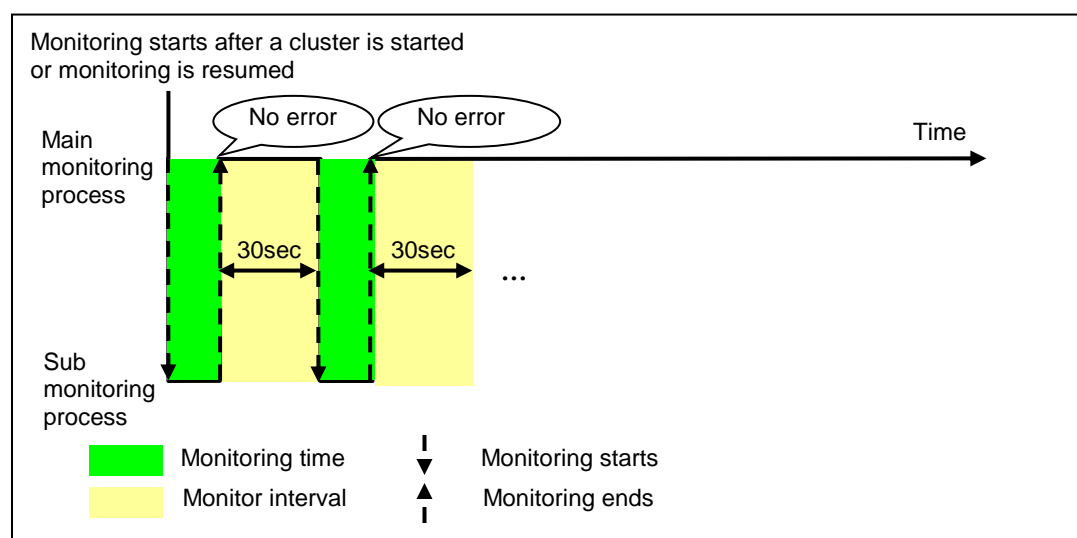 Monitoring starts after a cluster is started
or monitoring is resumed
No error
No error
Time
Main
monitoring
process
30sec
30sec
...
Sub
monitoring
process
Monitoring time
Monitoring starts
Monitor interval
Monitoring ends